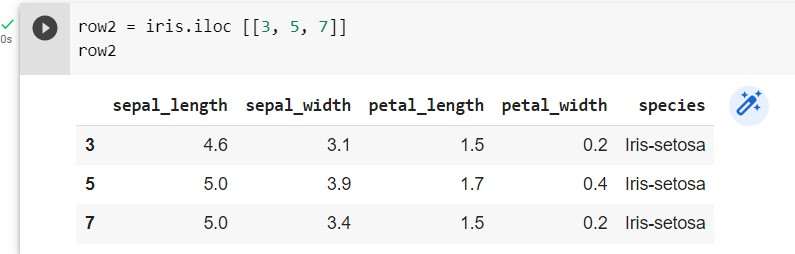 row2 = iris.iloc [[3, 5, 7]]
0s
row2
sepal_length sepal_width petal_length petal_width species
3 4.6 3.1 1.5 0.2 Iris-setosa
5 5.0 3.9 1.7 0.4 Iris-setosa
7 5.0 3.4 1.5 0.2 Iris-setosa